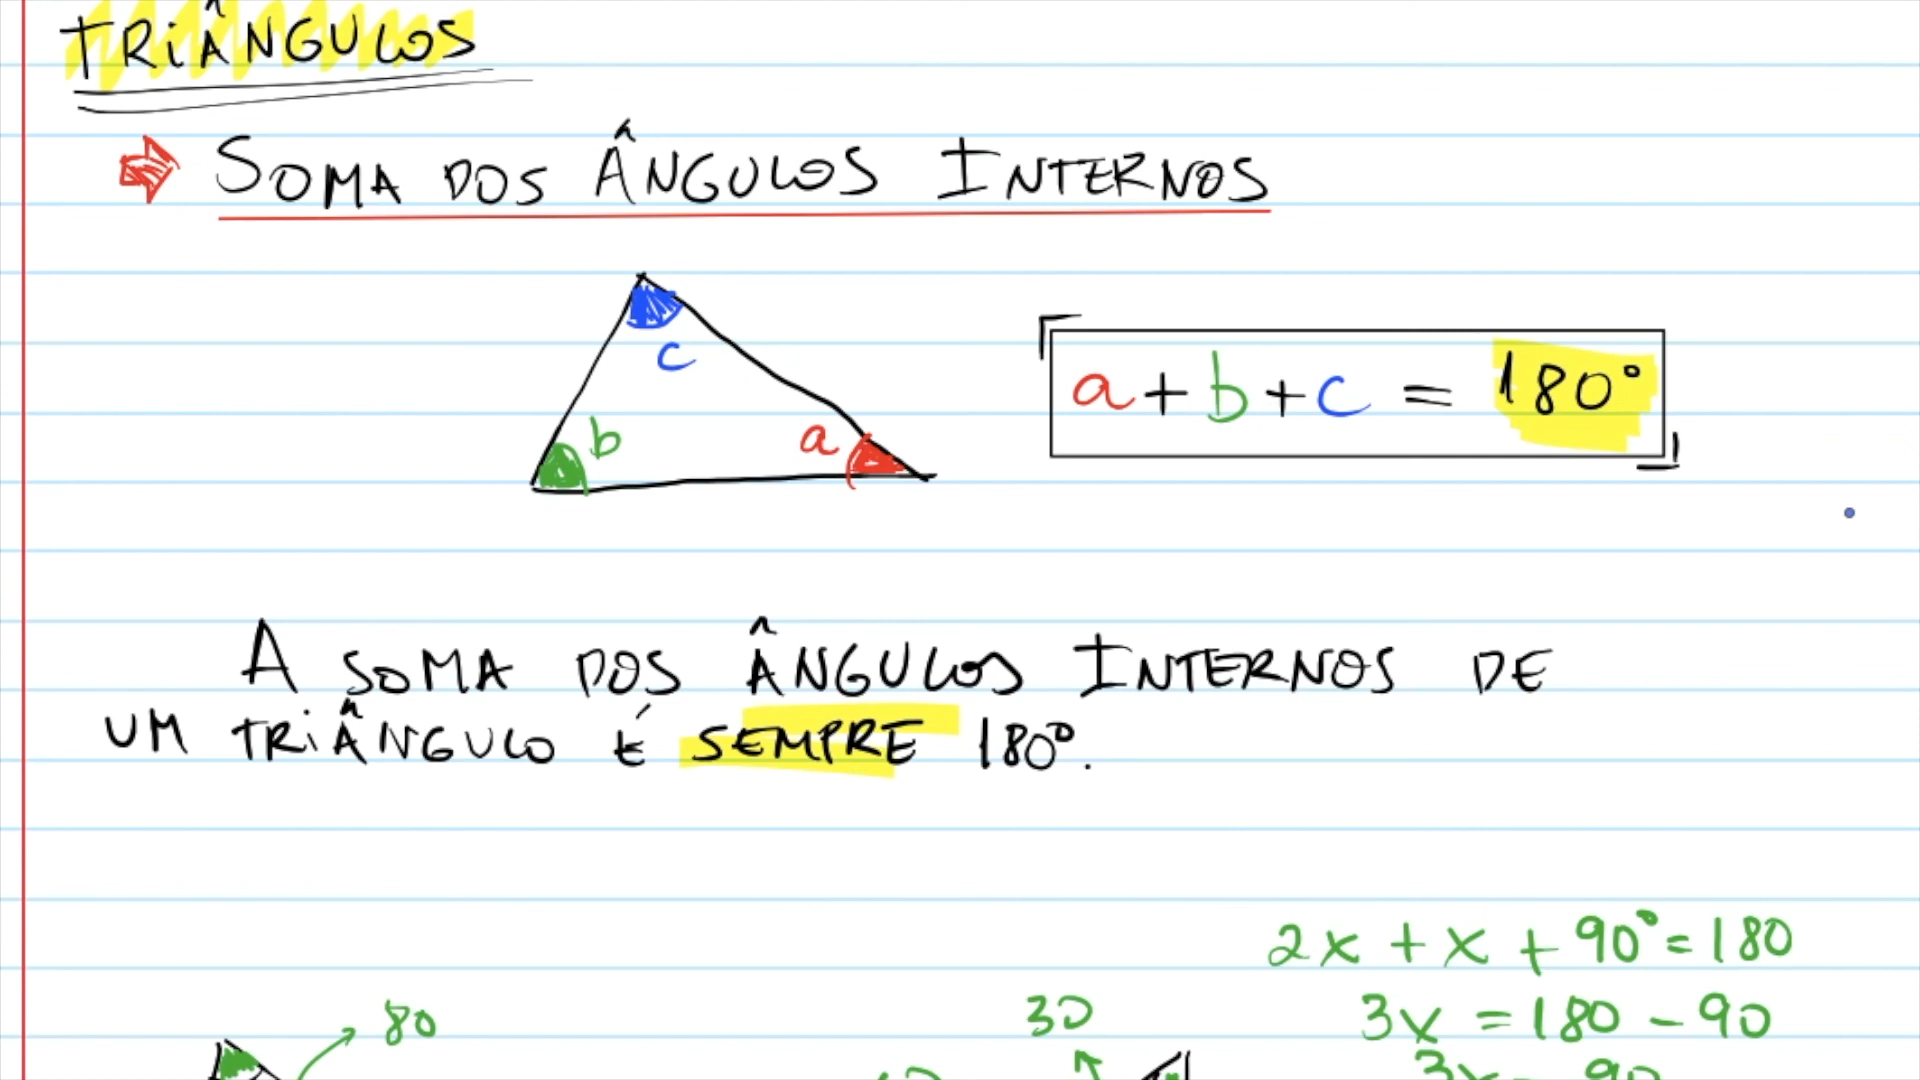 TRIÂNGULOS
SOMA DOS ÂNGULOS INTERNOS
c
b
a
a + b + c = 180°
A SOMA DOS ÂNGULOS INTERNOS DE
UM TRIÂNGULO É SEMPRE 180°.
2x + x + 90° = 180
80
30
3x = 180 - 90